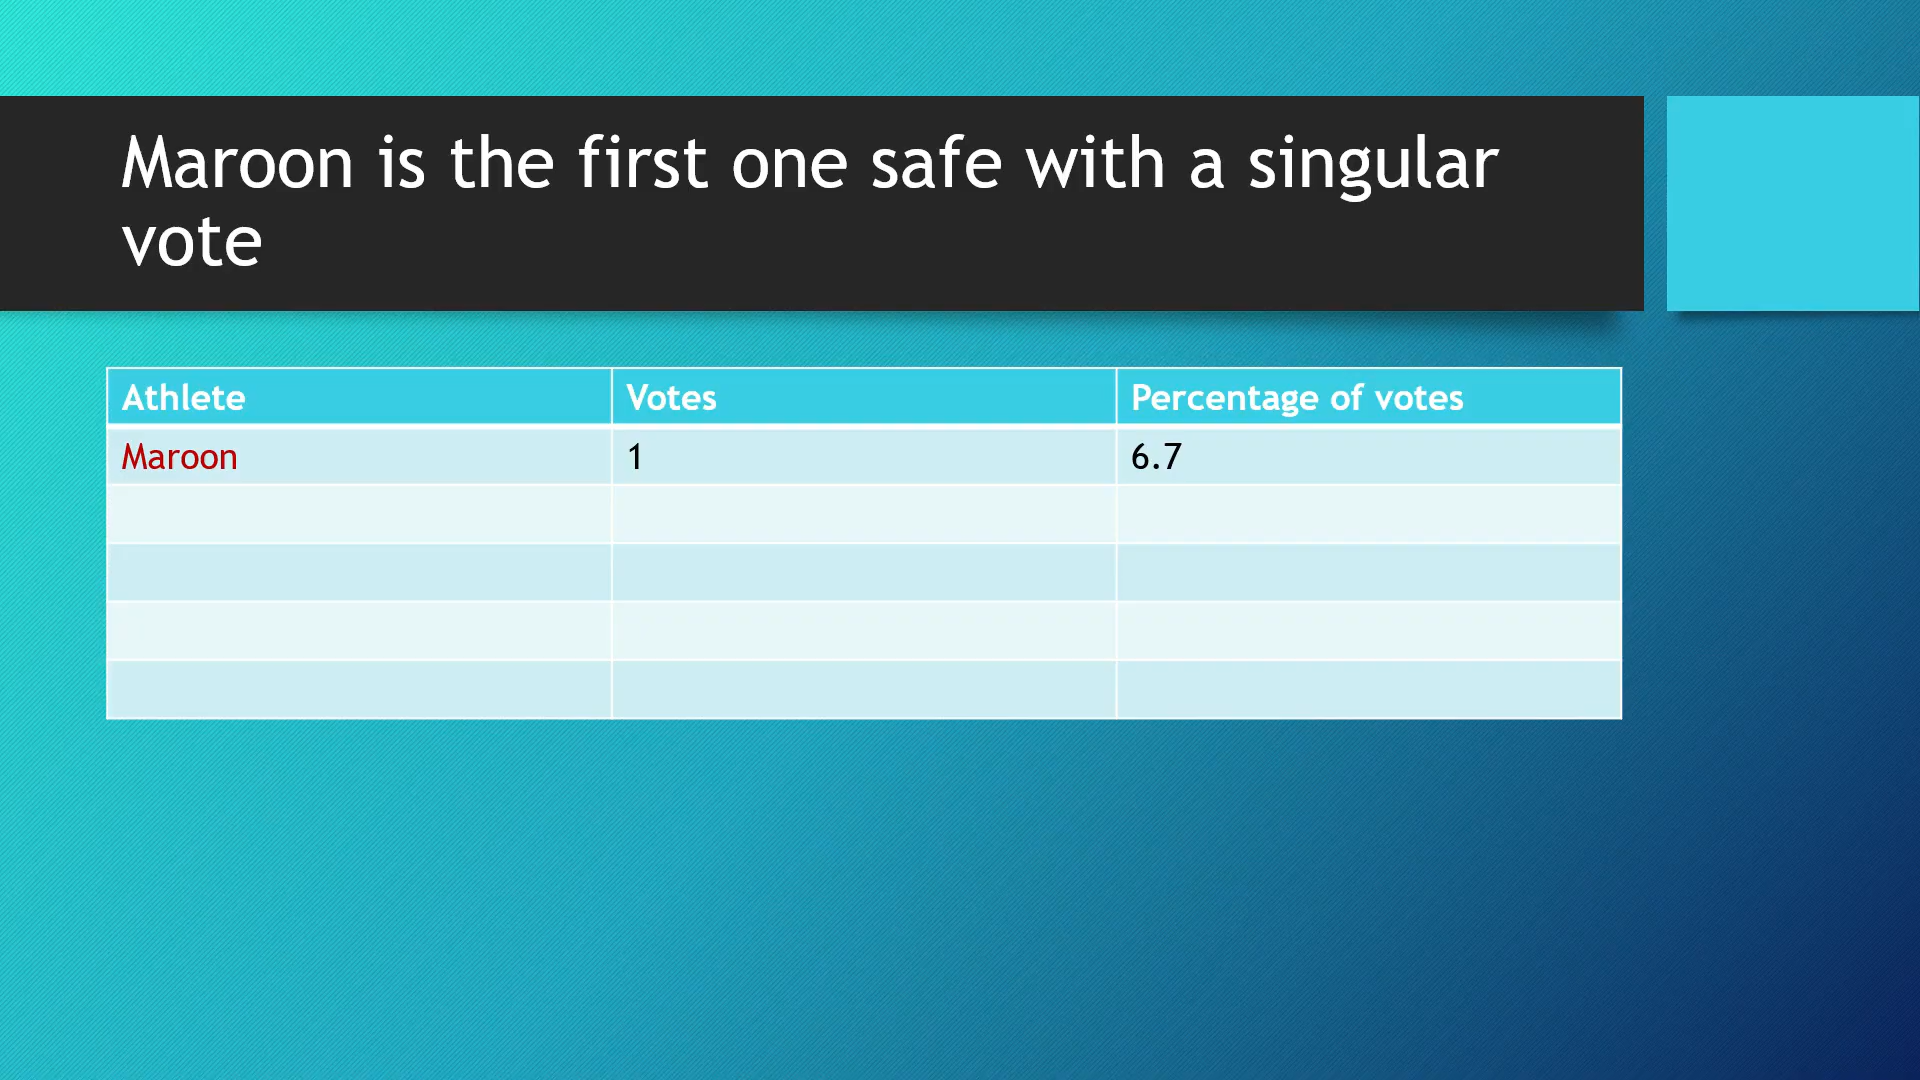 Maroon is the first one safe with a singular
vote
Athlete Votes Percentage of votes
Maroon 1 6.7